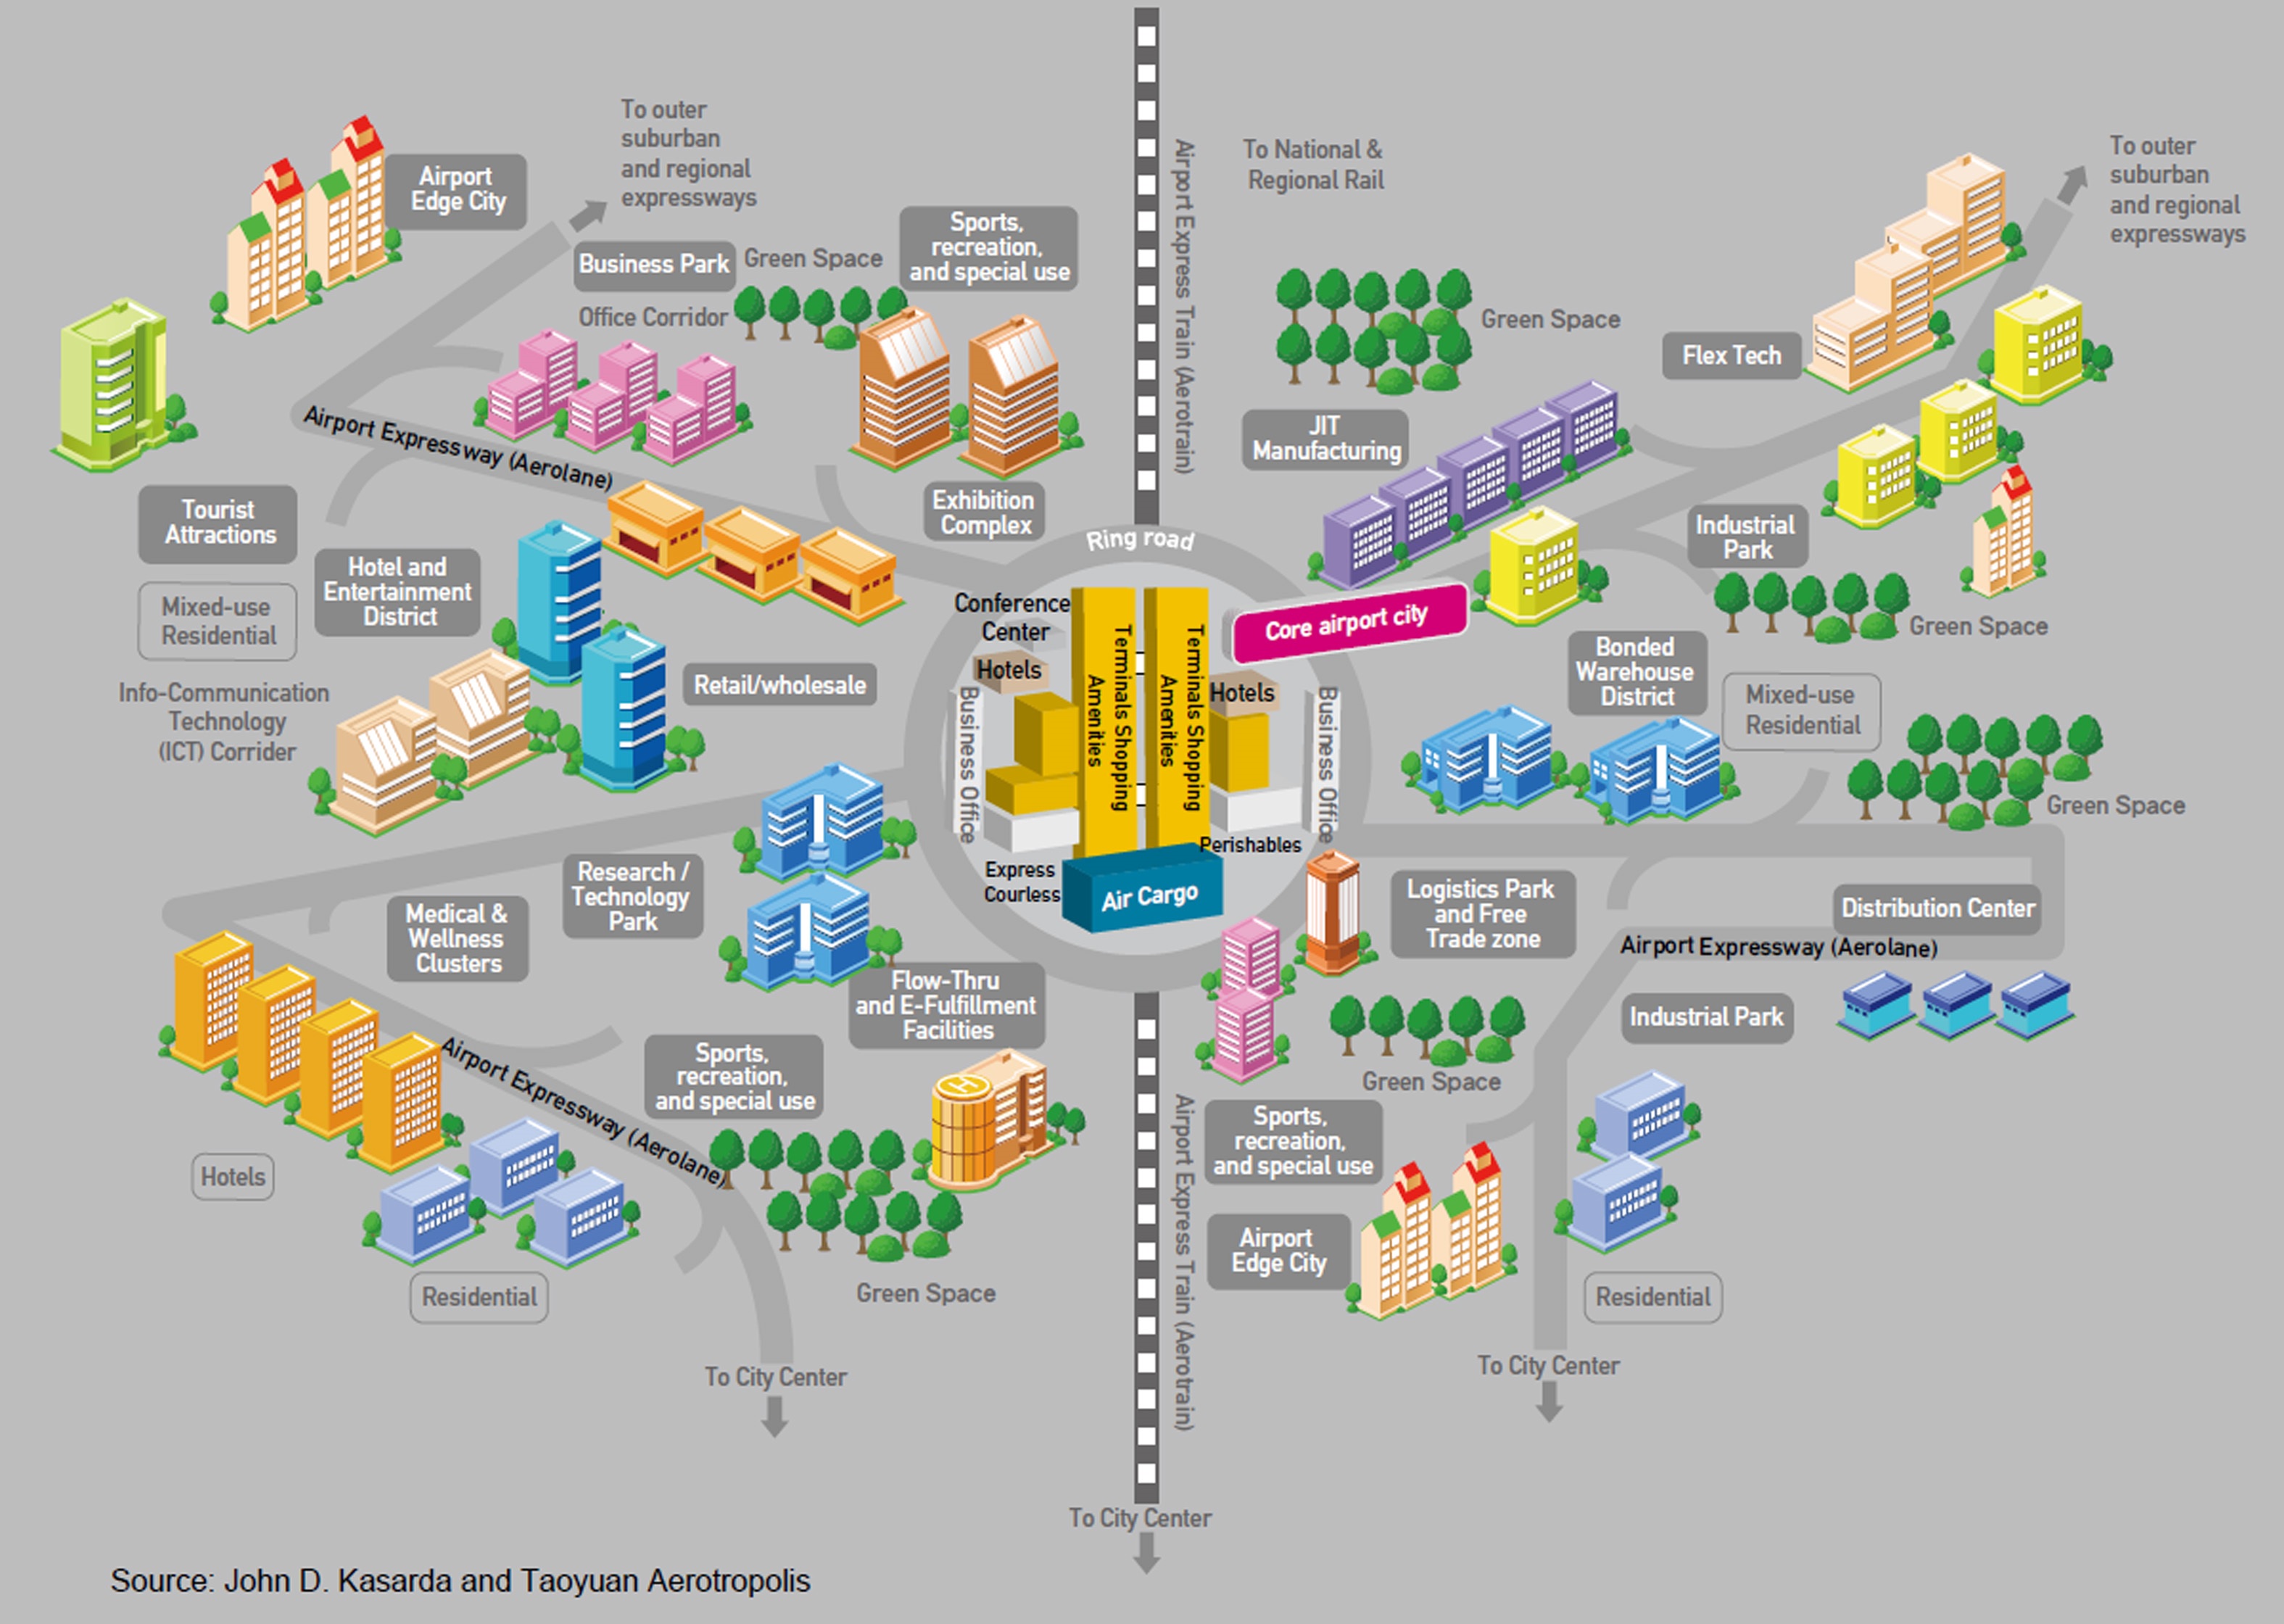 To outer
suburban
and regional
expressways
Airport
Edge City
Business Park
Green Space
Sports,
recreation,
and special use
Office Corridor
Airport Expressway (Aerolane)
Tourist
Attractions
Exhibition
Complex
Hotel and
Entertainment
District
Mixed-use
Residential
Info-Communication
Technology
(ICT) Corrider
Retail/wholesale
Airport Express Train (Aerotrain)
To National &
Regional Rail
To outer
suburban
and regional
expressways
Green Space
Flex Tech
JIT
Manufacturing
Industrial
Park
Green Space
Ring road
Core airport city
Conference
Center
Hotels
Business Office
Terminals Shopping
Amenities
Terminals Shopping
Amenities
Hotels
Business Office
Perishables
Express
Courless
Air Cargo
Bonded
Warehouse
District
Mixed-use
Residential
Green Space
Research /
Technology
Park
Medical &
Wellness
Clusters
Flow-Thru
and E-Fulfillment
Facilities
Logistics Park
and Free
Trade zone
Distribution Center
Airport Expressway (Aerolane)
Industrial Park
Airport Expressway (Aerolane)
Sports,
recreation,
and special use
Green Space
Hotels
Residential
Green Space
Airport Express Train (Aerotrain)
Sports,
recreation,
and special use
Airport
Edge City
Residential
To City Center
To City Center
To City Center
Source: John D. Kasarda and Taoyuan Aerotropolis